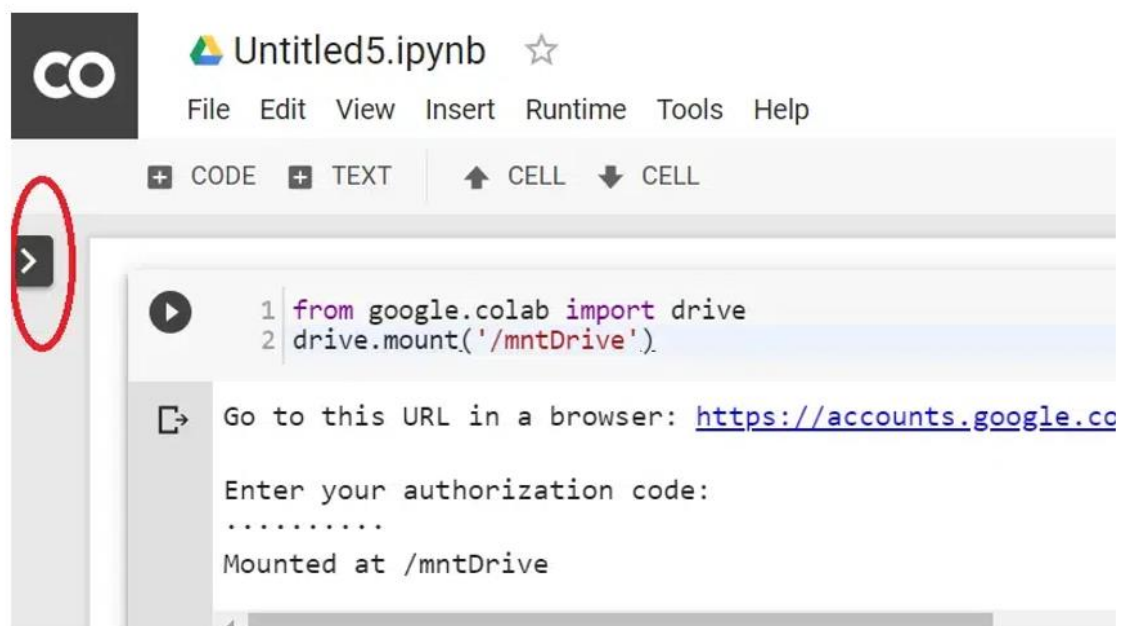 CO
Untitled5.ipynb
File Edit View Insert Runtime Tools Help
CODE TEXT CELL CELL
1 from google.colab import drive
2 drive.mount('/mntDrive')
Go to this URL in a browser: https://accounts.google.co
Enter your authorization code:
··········
Mounted at /mntDrive